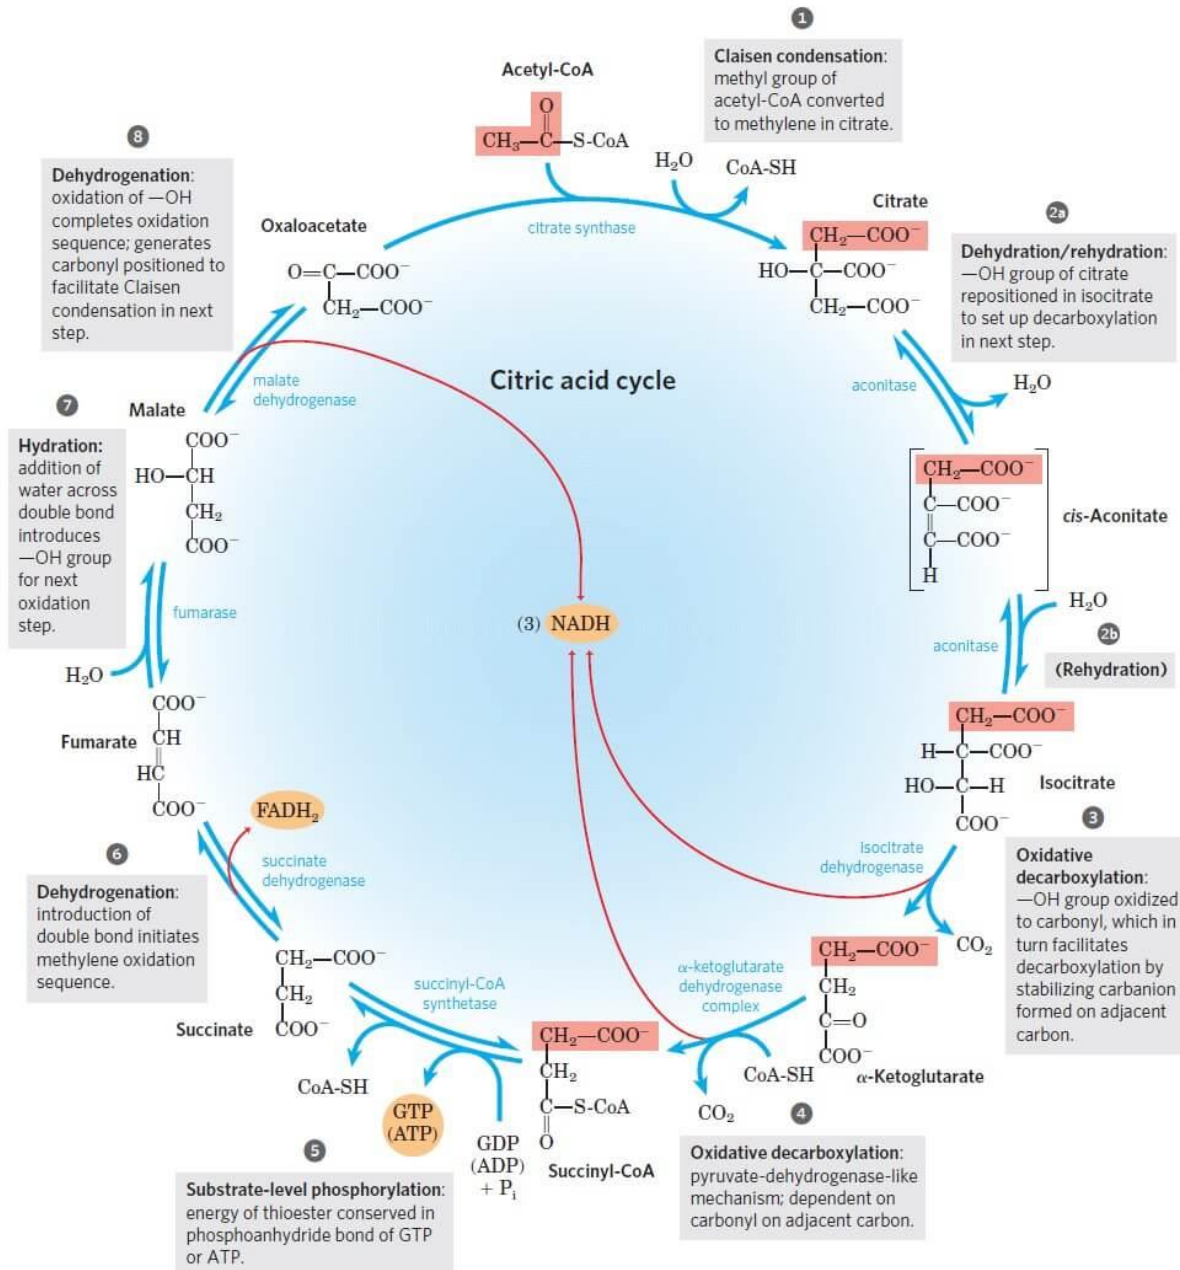 1
Claisen condensation:
methyl group of
acetyl-CoA converted
to methylene in citrate.
Acetyl-CoA
O
CH₃—C—S-CoA
H₂O
CoA-SH
citrate synthase
Citrate
CH₂—COO⁻
HO—C—COO⁻
CH₂—COO⁻
2a
Dehydration/rehydration:
—OH group of citrate
repositioned in isocitrate
to set up decarboxylation
in next step.
aconitase
H₂O
CH₂—COO⁻
C—COO⁻
C—COO⁻
H
cis-Aconitate
H₂O
aconitase
2b
(Rehydration)
CH₂—COO⁻
H—C—COO⁻
HO—C—H
COO⁻
Isocitrate
3
Oxidative
decarboxylation:
—OH group oxidized
to carbonyl, which in
turn facilitates
decarboxylation by
stabilizing carbanion
formed on adjacent
carbon.
isocitrate
dehydrogenase
CO₂
CH₂—COO⁻
CH₂
C=O
COO⁻
α-Ketoglutarate
α-ketoglutarate
dehydrogenase
complex
CoA-SH
CO₂
4
Oxidative decarboxylation:
pyruvate-dehydrogenase-like
mechanism; dependent on
carbonyl on adjacent carbon.
CH₂—COO⁻
CH₂
C—S-CoA
O
Succinyl-CoA
succinyl-CoA
synthetase
GDP
(ADP)
+ Pᵢ
GTP
(ATP)
CoA-SH
5
Substrate-level phosphorylation:
energy of thioester conserved in
phosphoanhydride bond of GTP
or ATP.
CH₂—COO⁻
CH₂
COO⁻
Succinate
6
Dehydrogenation:
introduction of
double bond initiates
methylene oxidation
sequence.
succinate
dehydrogenase
FADH₂
COO⁻
CH
HC
COO⁻
Fumarate
H₂O
fumarase
7
Hydration:
addition of
water across
double bond
introduces
—OH group
for next
oxidation
step.
Malate
COO⁻
HO—CH
CH₂
COO⁻
malate
dehydrogenase
8
Dehydrogenation:
oxidation of —OH
completes oxidation
sequence; generates
carbonyl positioned to
facilitate Claisen
condensation in next
step.
Oxaloacetate
O=C—COO⁻
CH₂—COO⁻
Citric acid cycle
(3) NADH